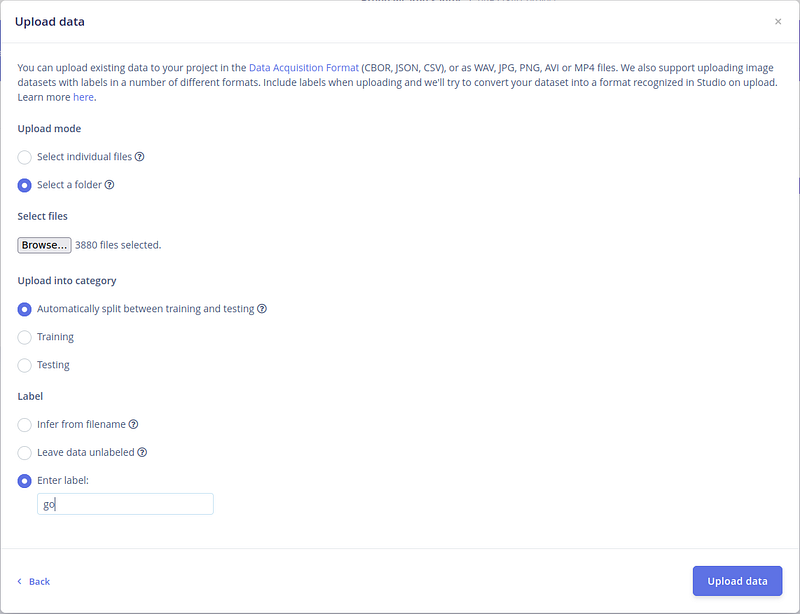 Upload data
×
You can upload existing data to your project in the Data Acquisition Format (CBOR, JSON, CSV), or as WAV, JPG, PNG, AVI or MP4 files. We also support uploading image
datasets with labels in a number of different formats. Include labels when uploading and we'll try to convert your dataset into a format recognized in Studio on upload.
Learn more here.
Upload mode
Select individual files ?
Select a folder ?
Select files
Browse... 3880 files selected.
Upload into category
Automatically split between training and testing ?
Training
Testing
Label
Infer from filename ?
Leave data unlabeled ?
Enter label:
go
‹ Back
Upload data